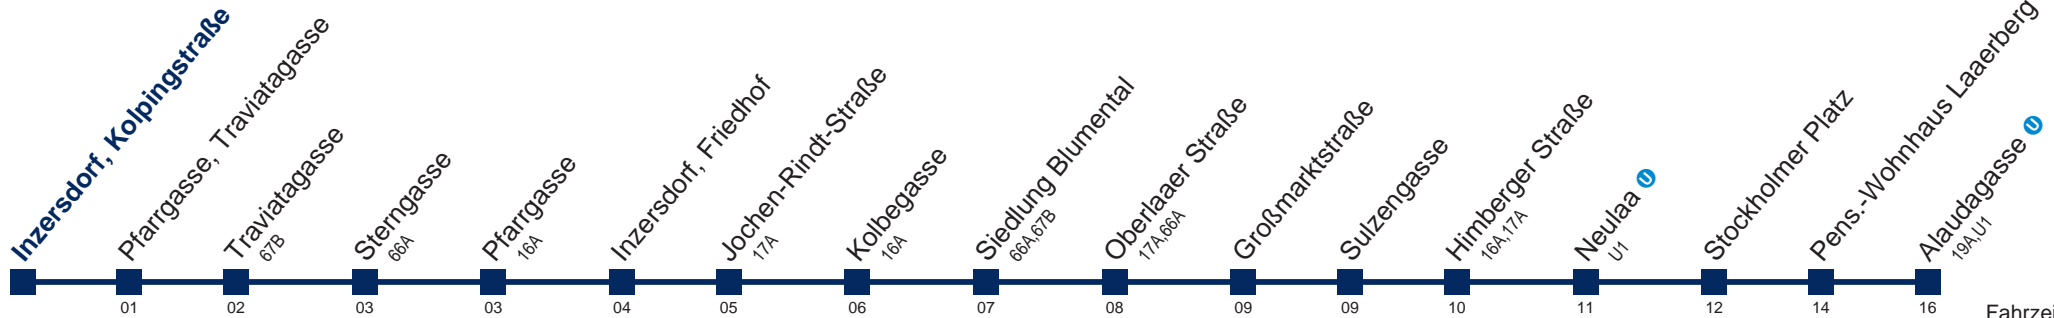 Inzersdorf, Kolpingstraße
Pfarrgasse, Traviatagasse
Traviatagasse
67B
Sterngasse
66A
Pfarrgasse
16A
Inzersdorf, Friedhof
Jochen-Rindt-Straße
17A
Kolbegasse
16A
Siedlung Blumental
66A,67B
Oberlaaer Straße
17A,66A
Großmarktstraße
Sulzengasse
Himberger Straße
16A,17A
Neulaa U
U1
Stockholmer Platz
Pens.-Wohnhaus Laaerberg
Alaudagasse U
19A,U1
01 02 03 03 04 05 06 07 08 09 09 10 11 12 14 16
Fahrzei